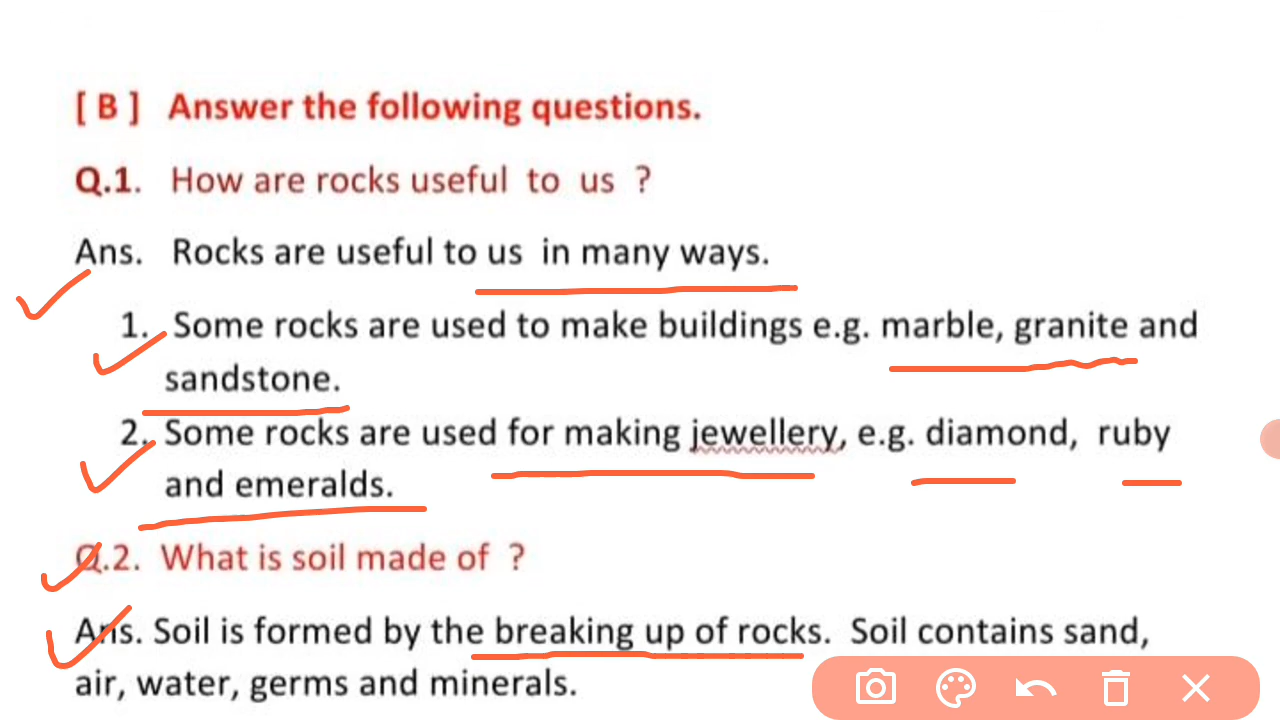 [ B ] Answer the following questions.
Q.1. How are rocks useful to us ?
Ans. Rocks are useful to us in many ways.
1. Some rocks are used to make buildings e.g. marble, granite and
sandstone.
2. Some rocks are used for making jewellery, e.g. diamond, ruby
and emeralds.
Q.2. What is soil made of ?
Ans. Soil is formed by the breaking up of rocks. Soil contains sand,
air, water, germs and minerals.